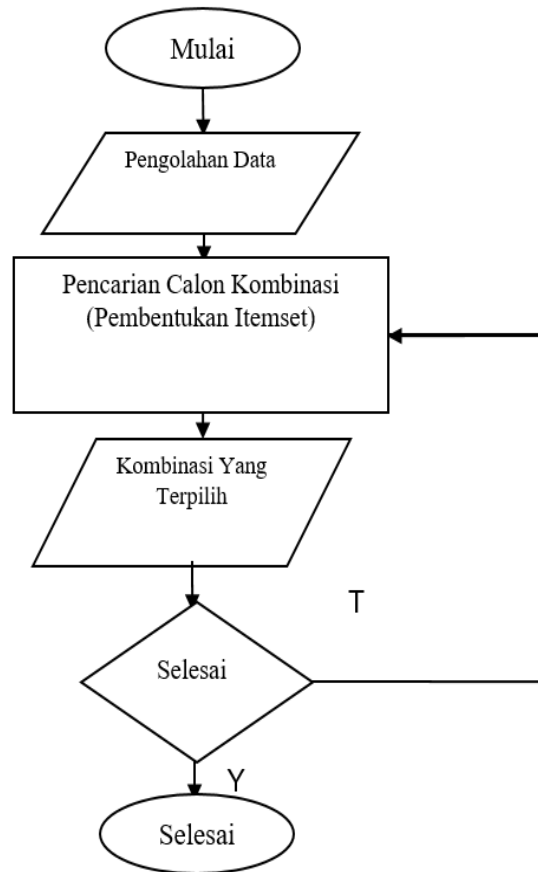 Mulai
Pengolahan Data
Pencarian Calon Kombinasi
(Pembentukan Itemset)
Kombinasi Yang
Terpilih
T
Selesai
Y
Selesai